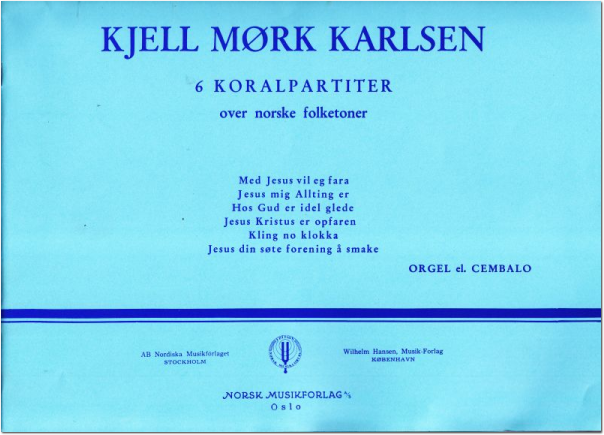 KJELL MØRK KARLSEN
6 KORALPARTITER
over norske folketoner
Med Jesus vil eg fara
Jesus mig Allting er
Hos Gud er idel glede
Jesus Kristus er opfaren
Kling no klokka
Jesus din søte forening å smake
ORGEL el. CEMBALO
AB Nordiska Musikförlaget
STOCKHOLM
Wilhelm Hansen, Musik-Forlag
KØBENHAVN
NORSK MUSIKFORLAG A/S
Oslo